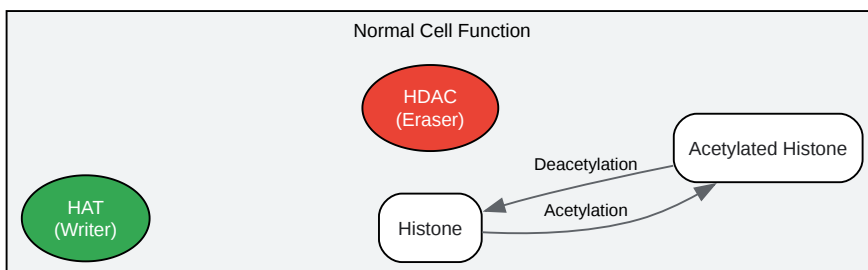 Normal Cell Function
HDAC
(Eraser)
Acetylated Histone
Deacetylation
HAT
(Writer)
Histone
Acetylation